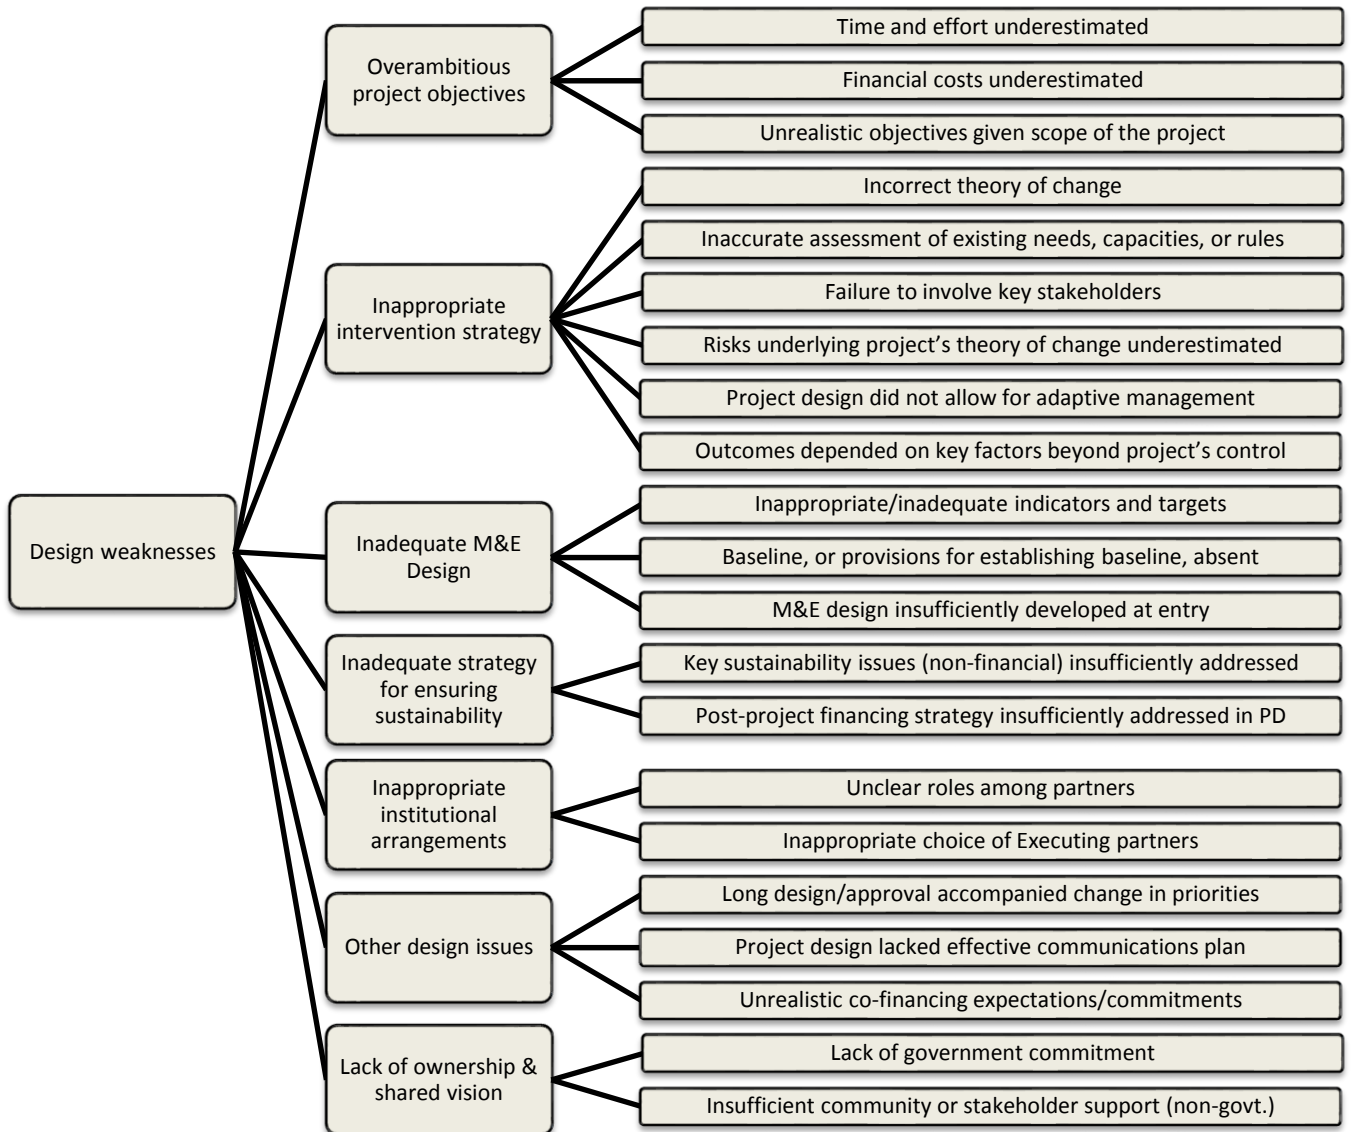 Design weaknesses
Overambitious
project objectives
Time and effort underestimated
Financial costs underestimated
Unrealistic objectives given scope of the project
Inappropriate
intervention strategy
Incorrect theory of change
Inaccurate assessment of existing needs, capacities, or rules
Failure to involve key stakeholders
Risks underlying project’s theory of change underestimated
Project design did not allow for adaptive management
Outcomes depended on key factors beyond project’s control
Inadequate M&E
Design
Inappropriate/inadequate indicators and targets
Baseline, or provisions for establishing baseline, absent
M&E design insufficiently developed at entry
Inadequate strategy
for ensuring
sustainability
Key sustainability issues (non-financial) insufficiently addressed
Post-project financing strategy insufficiently addressed in PD
Inappropriate
institutional
arrangements
Unclear roles among partners
Inappropriate choice of Executing partners
Other design issues
Long design/approval accompanied change in priorities
Project design lacked effective communications plan
Unrealistic co-financing expectations/commitments
Lack of ownership &
shared vision
Lack of government commitment
Insufficient community or stakeholder support (non-govt.)